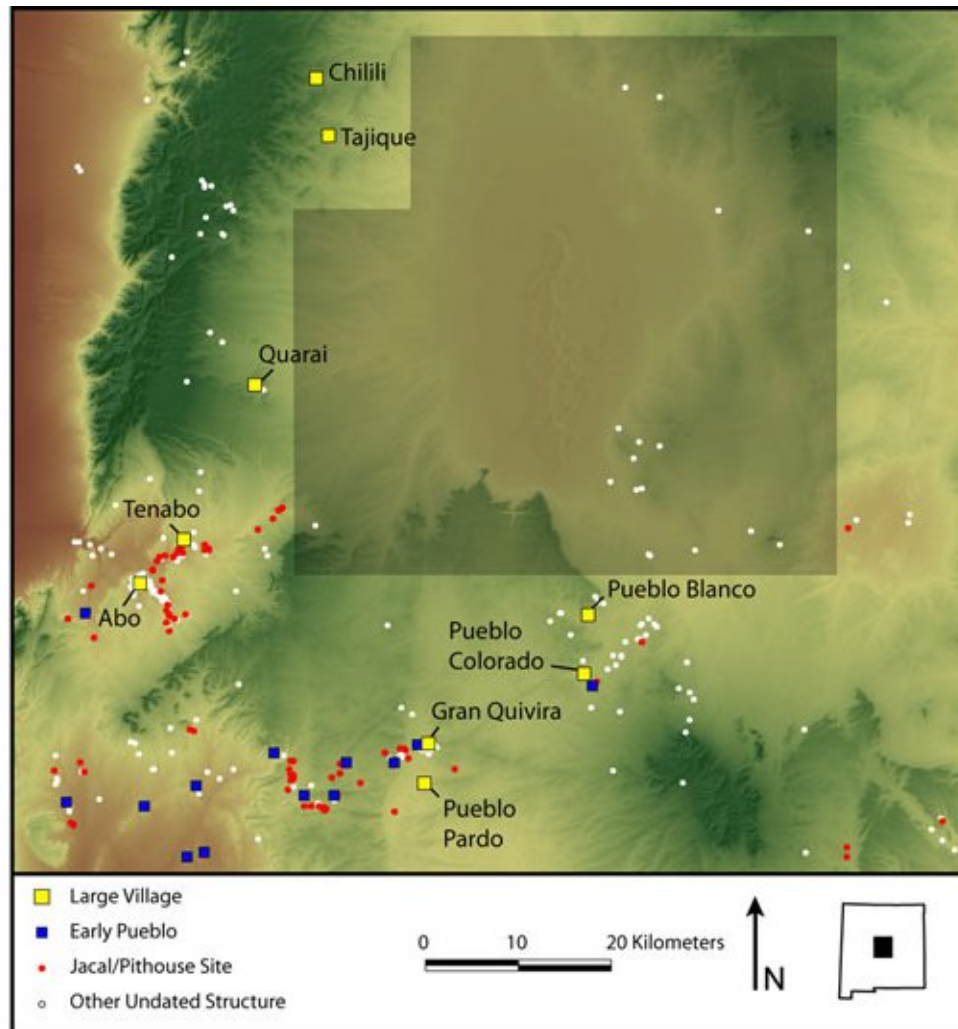 Chilili
Tajique
Quarai
Tenabo
Abo
Pueblo Blanco
Pueblo
Colorado
Gran Quivira
Pueblo
Pardo
Large Village
Early Pueblo
Jacal/Pithouse Site
Other Undated Structure
0 10 20 Kilometers
N